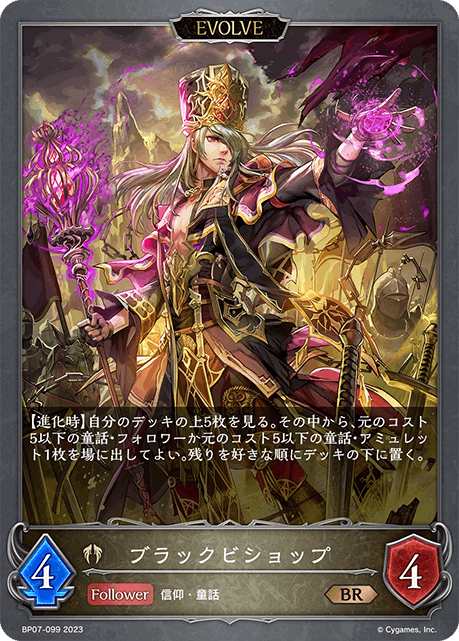 EVOLVE
【進化時】自分のデッキの上5枚を見る。その中から、元のコスト
5以下の童話・フォロワーか元のコスト5以下の童話・アミュレッ
ト1枚を場に出してよい。残りを好きな順にデッキの下に置く。
4
ブラックビショップ
4
Follower 信仰・童話
BR
BP07-099 2023
© Cygames, Inc.